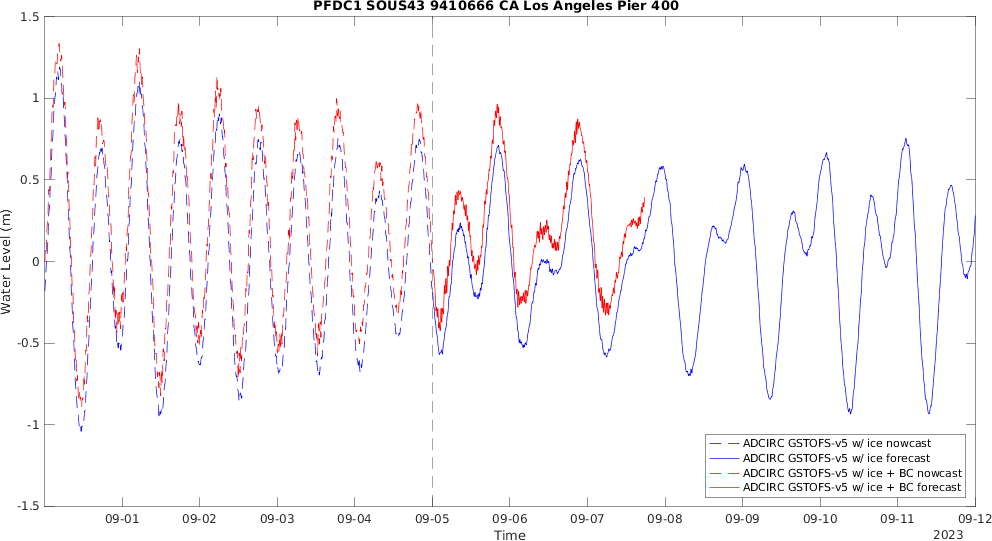 PFDC1 SOUS43 9410666 CA Los Angeles Pier 400
1.5
1
0.5
0
-0.5
-1
-1.5
Water Level (m)
ADCIRC GSTOFS-v5 w/ ice nowcast
ADCIRC GSTOFS-v5 w/ ice forecast
ADCIRC GSTOFS-v5 w/ ice + BC nowcast
ADCIRC GSTOFS-v5 w/ ice + BC forecast
09-01 09-02 09-03 09-04 09-05 09-06 09-07 09-08 09-09 09-10 09-11 09-12
Time
2023